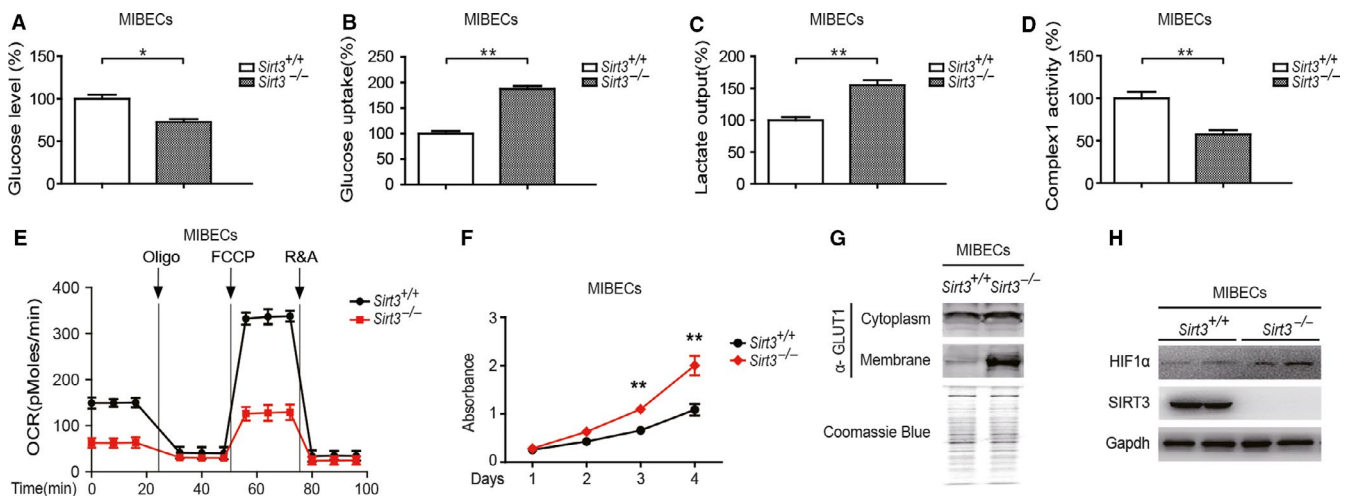 A
MIBECs
Glucose level (%)
150
100
50
0
*
Sirt3+/+
Sirt3−/−
B
MIBECs
Glucose uptake(%)
250
200
150
100
50
0
**
Sirt3+/+
Sirt3−/−
C
MIBECs
Lactate output(%)
200
150
100
50
0
**
Sirt3+/+
Sirt3−/−
D
MIBECs
Complex1 activity (%)
150
100
50
0
**
Sirt3+/+
Sirt3−/−
E
MIBECs
Oligo FCCP R&A
OCR(pMoles/min)
400
300
200
100
0
Time(min) 0 20 40 60 80 100
Sirt3+/+
Sirt3−/−
F
MIBECs
Absorbance
3
2
1
0
** **
Days 1 2 3 4
Sirt3+/+
Sirt3−/−
G
MIBECs
Sirt3+/+ Sirt3−/−
α- GLUT1
Cytoplasm
Membrane
Coomassie Blue
H
MIBECs
Sirt3+/+ Sirt3−/−
HIF1α
SIRT3
Gapdh